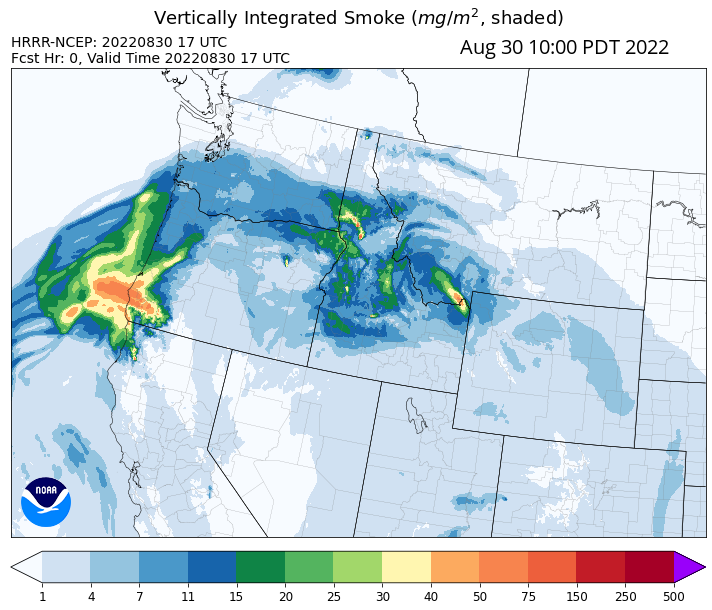 Vertically Integrated Smoke (mg/m², shaded)
HRRR-NCEP: 20220830 17 UTC
Aug 30 10:00 PDT 2022
Fcst Hr: 0, Valid Time 20220830 17 UTC
NOAA
1 4 7 11 15 20 25 30 40 50 75 150 250 500